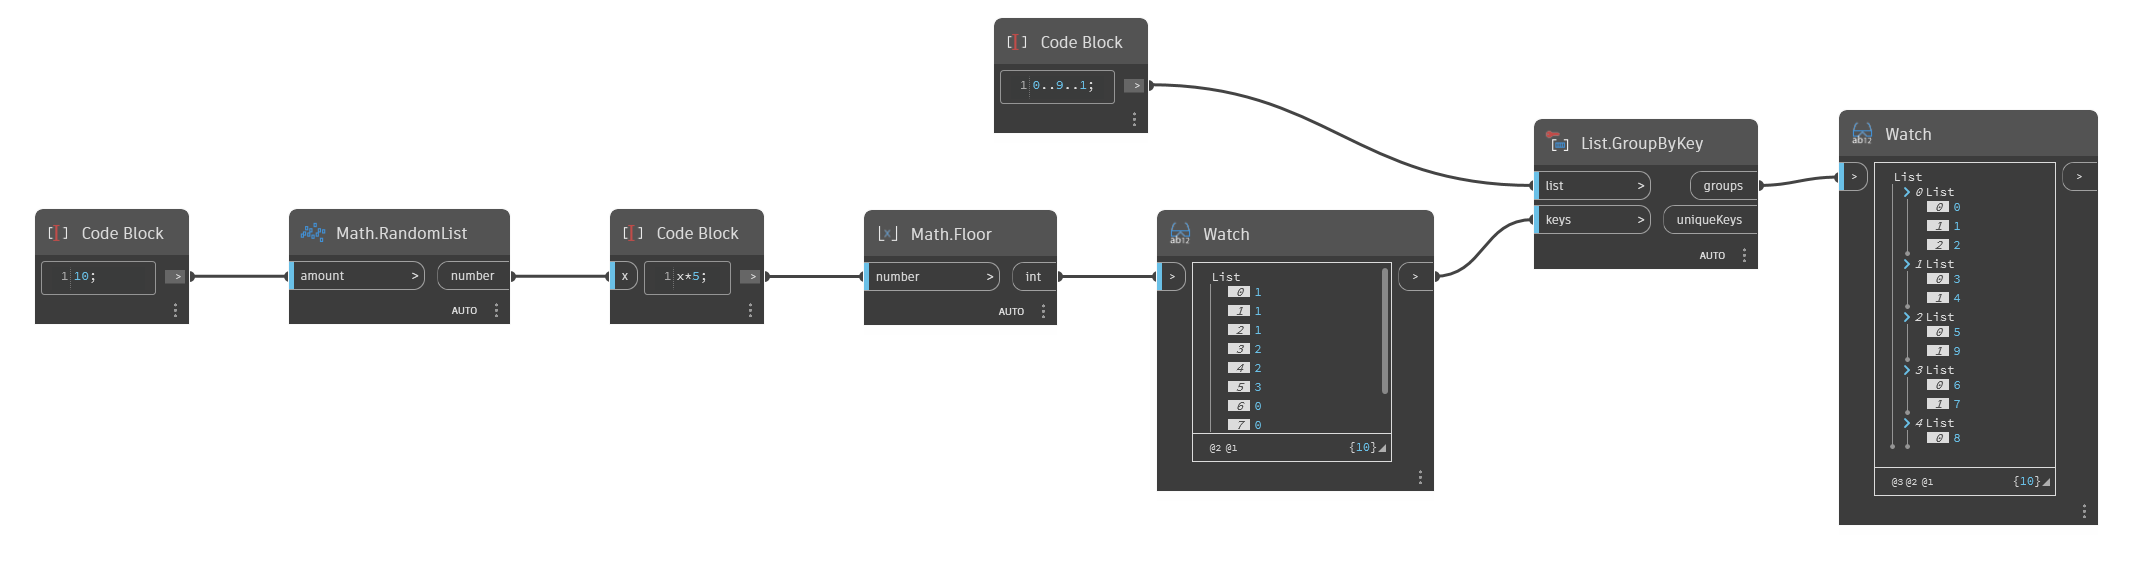 Code Block
1 0..9..1;
>
Code Block
1 10;
>
Math.RandomList
amount > number
AUTO
Code Block
x 1 x*5; >
Math.Floor
number > int
AUTO
Watch
> >
List
0 1
1 1
2 1
3 2
4 2
5 3
6 0
7 0
@2 @1 {10}
List.GroupByKey
list > groups
keys > uniqueKeys
AUTO
Watch
> >
List
0 List
0 0
1 1
2 2
1 List
0 3
1 4
2 List
0 5
1 9
3 List
0 6
1 7
4 List
0 8
@3 @2 @1 {10}